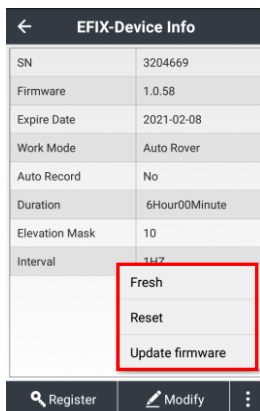 EFIX-Device Info
SN 3204669
Firmware 1.0.58
Expire Date 2021-02-08
Work Mode Auto Rover
Auto Record No
Duration 6Hour00Minute
Elevation Mask 10
Interval 1HZ
Fresh
Reset
Update firmware
Register Modify